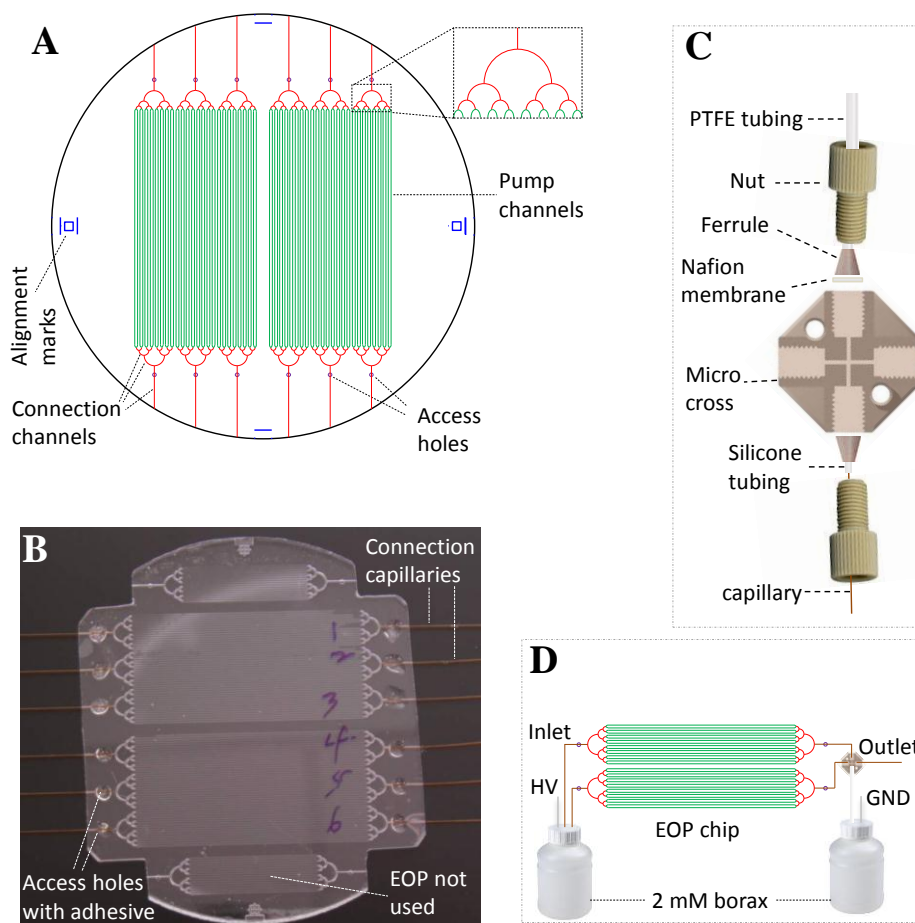 A
Pump
channels
Alignment
marks
Connection
channels
Access
holes
C
PTFE tubing
Nut
Ferrule
Nafion
membrane
Micro
cross
Silicone
tubing
capillary
B
Connection
capillaries
1
2
3
4
5
6
Access holes
with adhesive
EOP not
used
D
Inlet
Outlet
HV
GND
EOP chip
2 mM borax